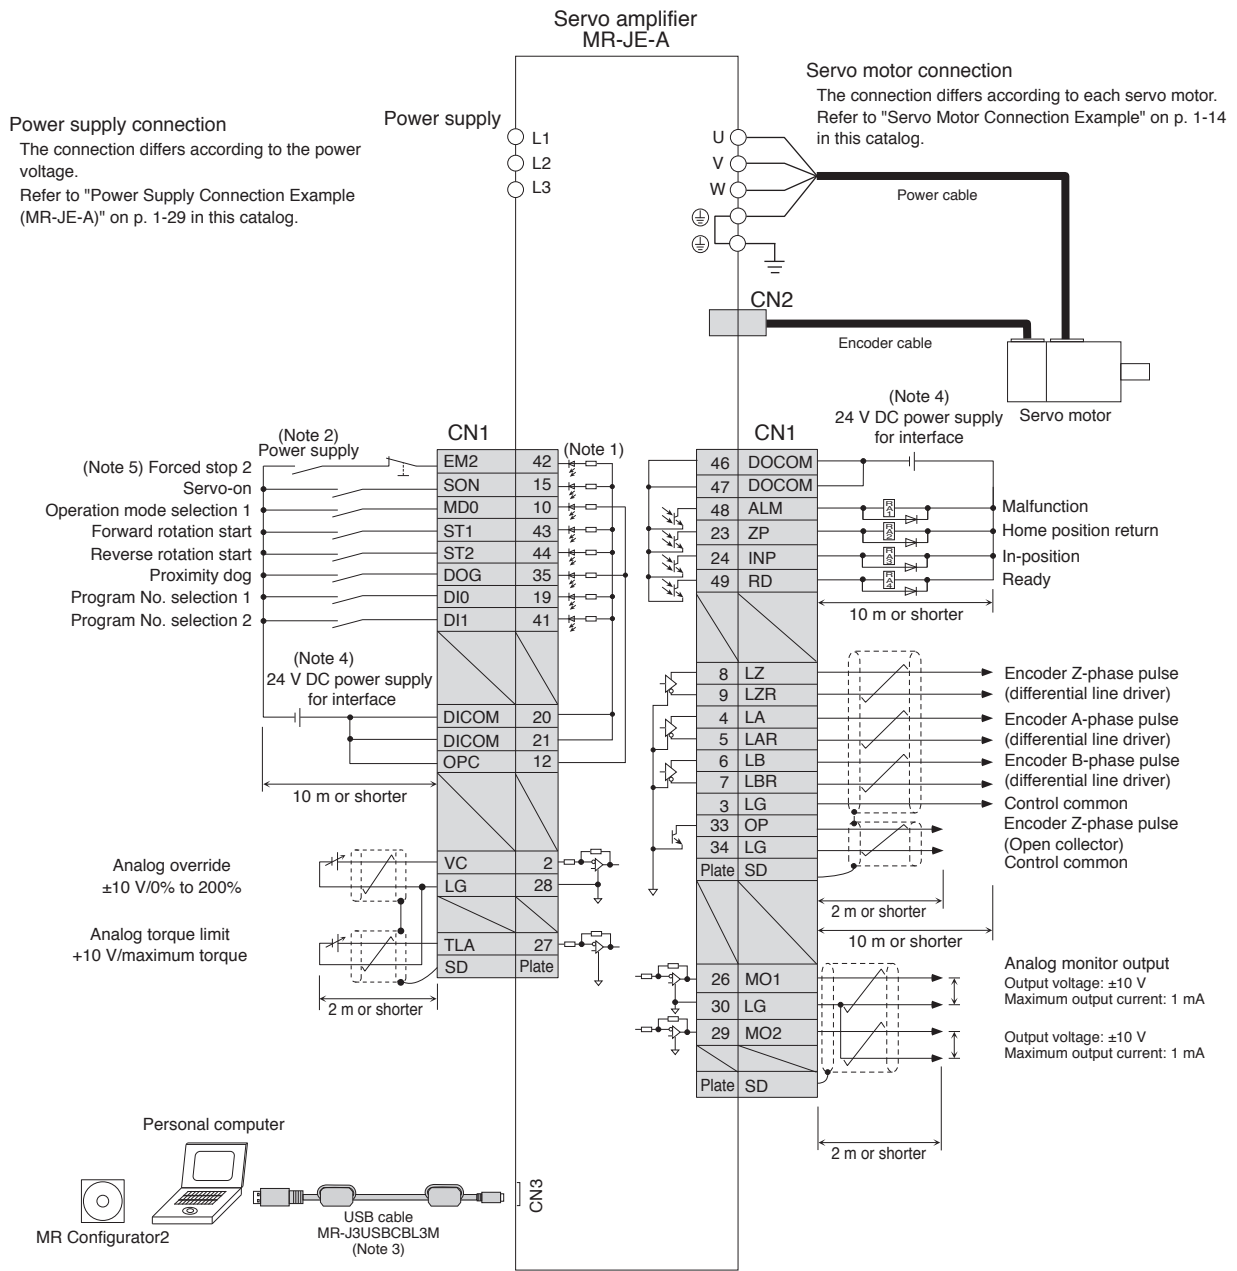 Servo amplifier
MR-JE-A
Servo motor connection
The connection differs according to each servo motor.
Refer to "Servo Motor Connection Example" on p. 1-14
in this catalog.
Power supply connection
The connection differs according to the power
voltage.
Refer to "Power Supply Connection Example
(MR-JE-A)" on p. 1-29 in this catalog.
Power supply
L1
L2
L3
U
V
W
Power cable
CN2
Encoder cable
Servo motor
(Note 2)
Power supply
CN1
(Note 1)
(Note 5) Forced stop 2
EM2 42
Servo-on
SON 15
Operation mode selection 1
MD0 10
Forward rotation start
ST1 43
Reverse rotation start
ST2 44
Proximity dog
DOG 35
Program No. selection 1
DI0 19
Program No. selection 2
DI1 41
(Note 4)
24 V DC power supply
for interface
DICOM 20
DICOM 21
OPC 12
10 m or shorter
Analog override
±10 V/0% to 200%
VC 2
LG 28
Analog torque limit
+10 V/maximum torque
TLA 27
SD Plate
2 m or shorter
(Note 4)
24 V DC power supply
for interface
CN1
46 DOCOM
47 DOCOM
48 ALM
RA1
Malfunction
23 ZP
RA2
Home position return
24 INP
RA3
In-position
49 RD
RA4
Ready
10 m or shorter
8 LZ
Encoder Z-phase pulse
9 LZR
(differential line driver)
4 LA
Encoder A-phase pulse
5 LAR
(differential line driver)
6 LB
Encoder B-phase pulse
7 LBR
(differential line driver)
3 LG
Control common
33 OP
Encoder Z-phase pulse
(Open collector)
34 LG
Control common
Plate SD
2 m or shorter
10 m or shorter
Analog monitor output
26 MO1
Output voltage: ±10 V
Maximum output current: 1 mA
30 LG
29 MO2
Output voltage: ±10 V
Maximum output current: 1 mA
Plate SD
2 m or shorter
Personal computer
MR Configurator2
USB cable
MR-J3USBCBL3M
(Note 3)
CN3